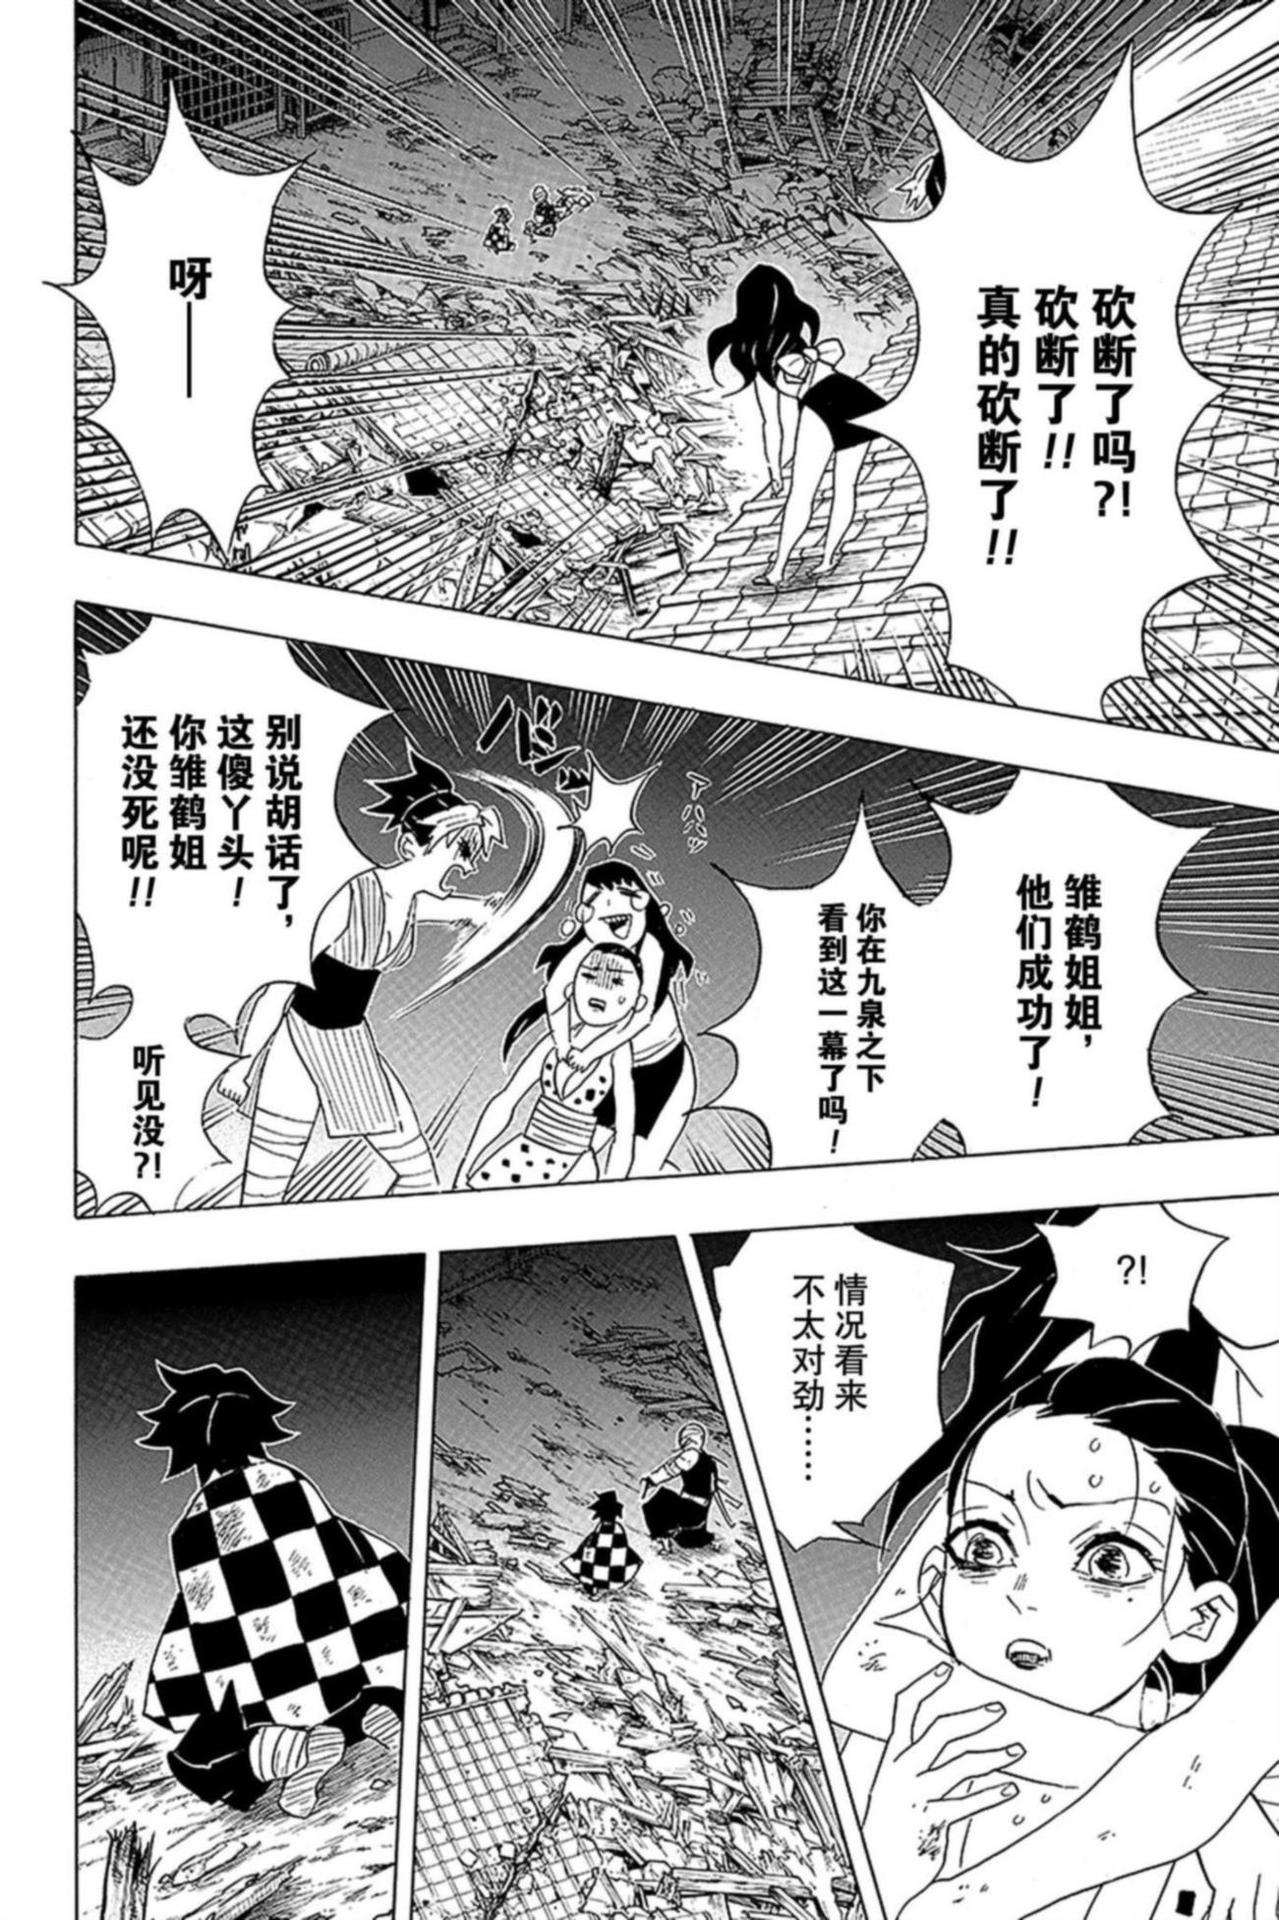 砍断了吗?!
砍断了!!
真的砍断了!!
呀——
雏鹤姐姐，
他们成功了！
你在九泉之下
看到这一幕了吗！
アハハッ
バシッ
别说胡话了，
这傻丫头！
你雏鹤姐
还没死呢!!
听见没?!
?!
情况看来
不太对劲……